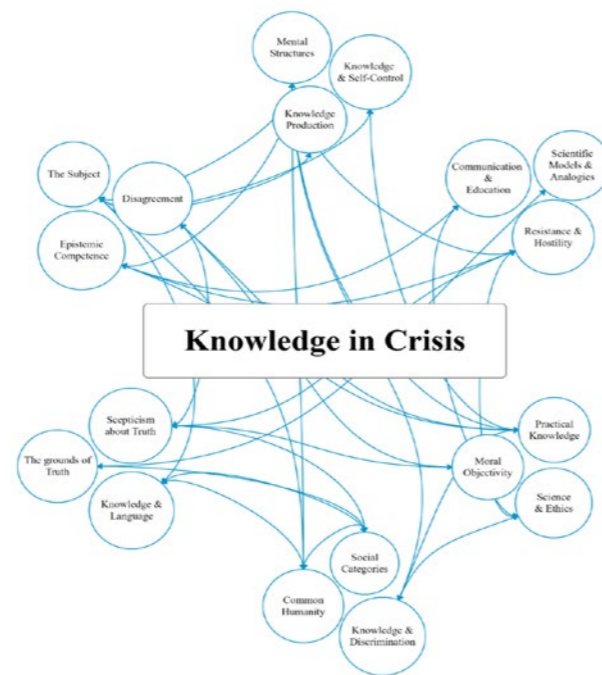 Mental
Structures
Knowledge
& Self-Control
Knowledge
Production
Communication
&
Education
Scientific
Models &
Analogies
The Subject
Disagreement
Epistemic
Competence
Resistance &
Hostility
Knowledge in Crisis
Scepticism
about Truth
The grounds of
Truth
Knowledge &
Language
Practical
Knowledge
Moral
Objectivity
Science
& Ethics
Social
Categories
Common
Humanity
Knowledge &
Discrimination